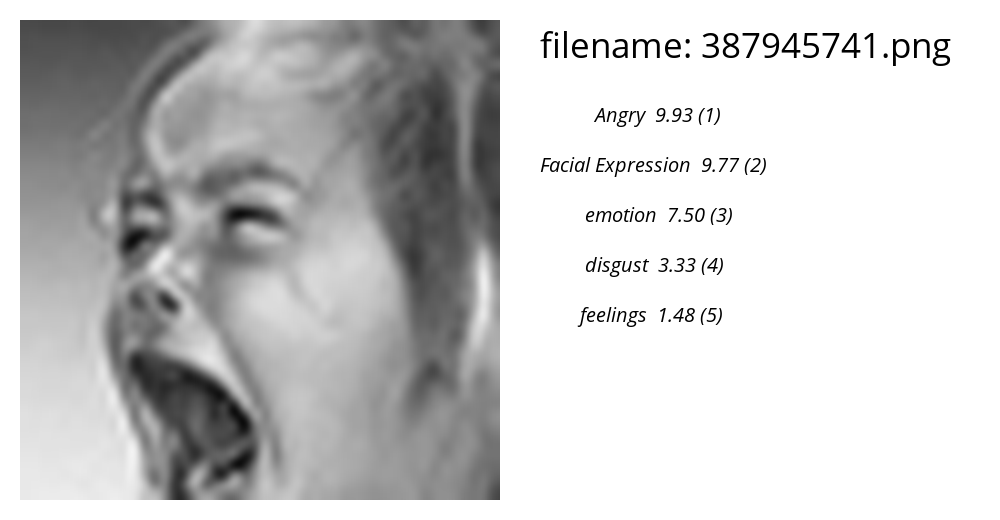 filename: 387945741.png
Angry 9.93 (1)
Facial Expression 9.77 (2)
emotion 7.50 (3)
disgust 3.33 (4)
feelings 1.48 (5)